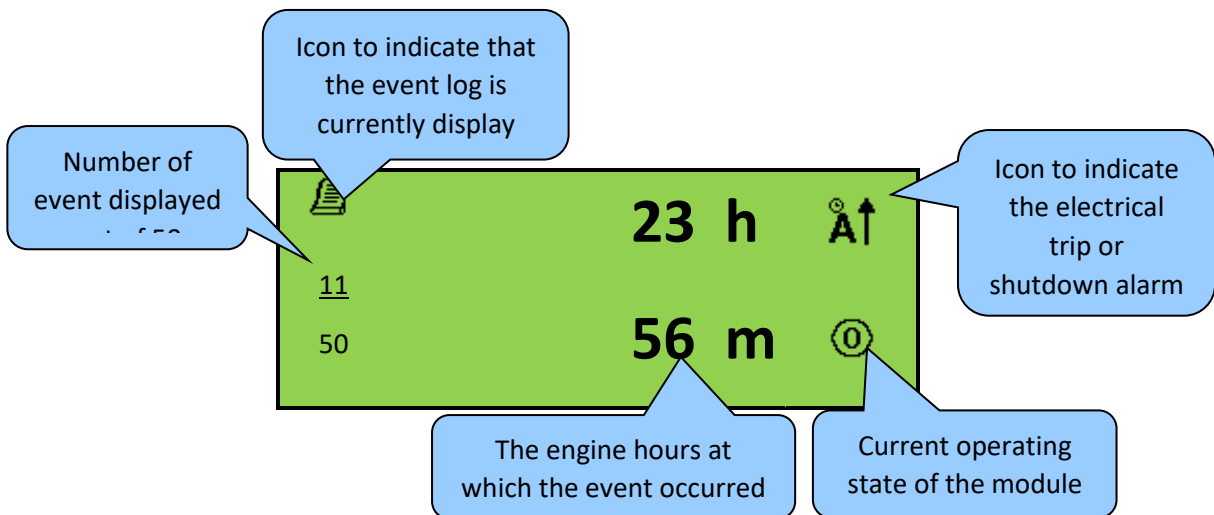 Icon to indicate that
the event log is
currently display
Number of
event displayed
Icon to indicate
the electrical
trip or
shutdown alarm
23 h
A
11
50
56 m
0
The engine hours at
which the event occurred
Current operating
state of the module